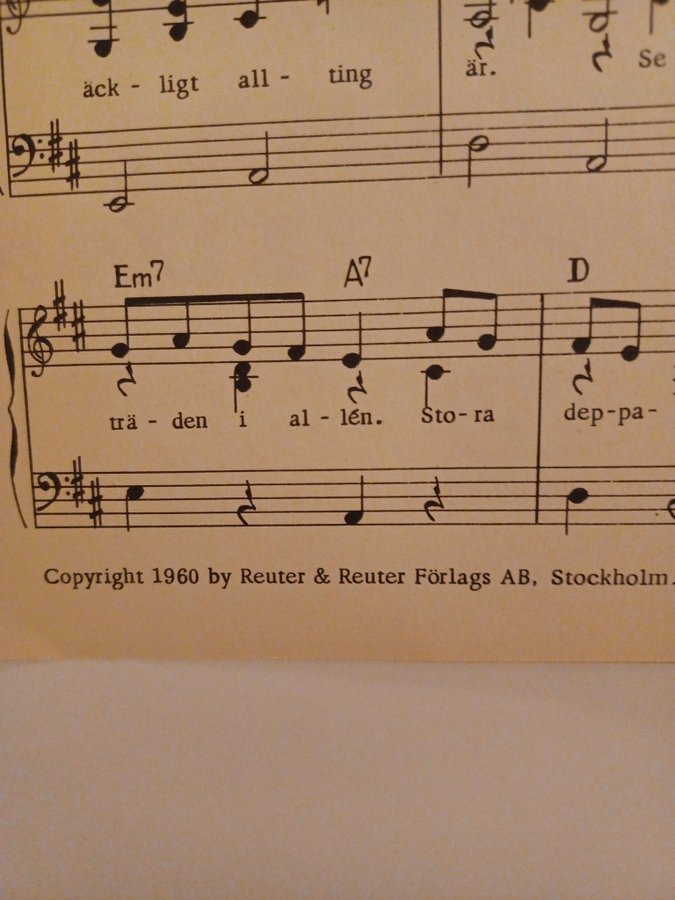 äck - ligt all - ting är. Se
Em7 A7 D
trä - den i al - lén. Sto- ra dep-pa-
Copyright 1960 by Reuter & Reuter Förlags AB, Stockholm.